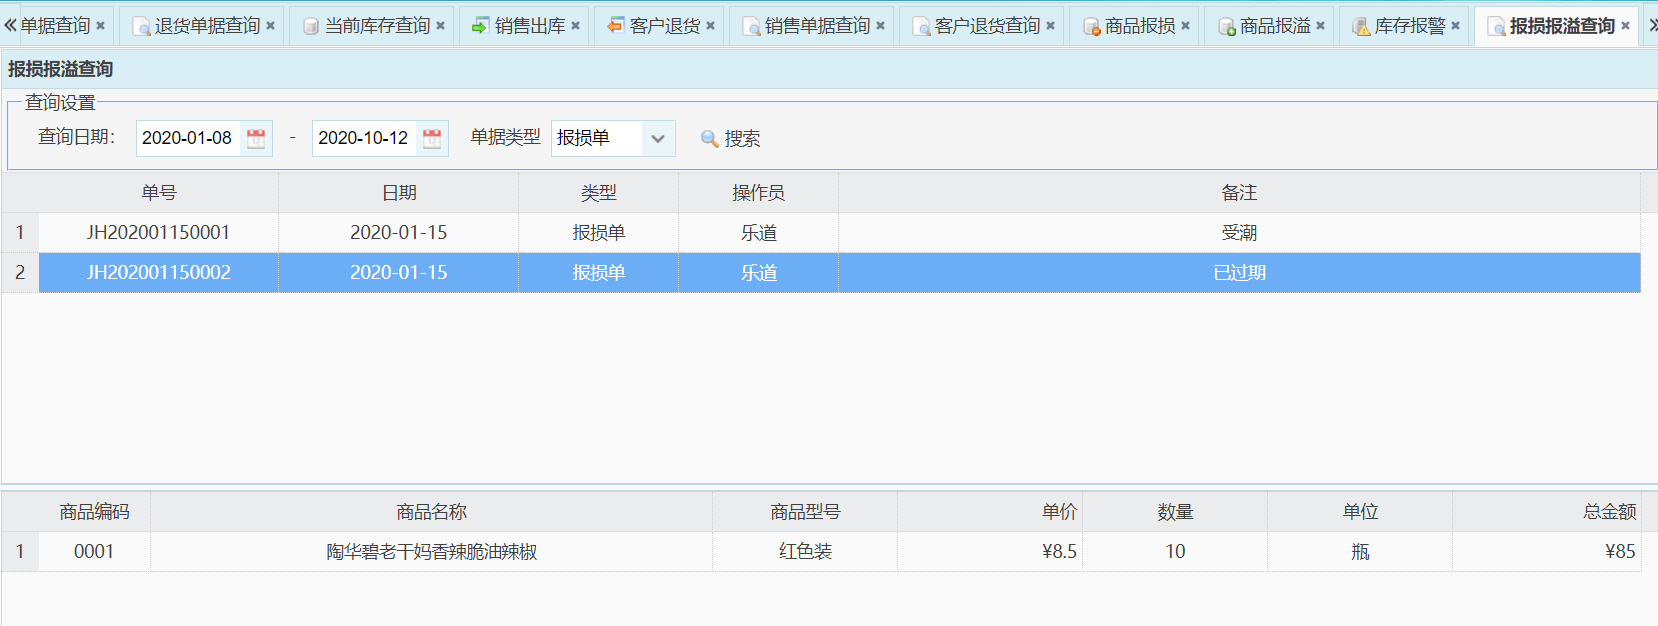 单据查询 退货单据查询 当前库存查询 销售出库 客户退货 销售单据查询 客户退货查询 商品报损 商品报溢 库存报警 报损报溢查询
报损报溢查询
查询设置
查询日期： 2020-01-08 - 2020-10-12 单据类型 报损单 搜索
单号 日期 类型 操作员 备注
1 JH202001150001 2020-01-15 报损单 乐道 受潮
2 JH202001150002 2020-01-15 报损单 乐道 已过期
商品编码 商品名称 商品型号 单价 数量 单位 总金额
1 0001 陶华碧老干妈香辣脆油辣椒 红色装 ¥8.5 10 瓶 ¥85